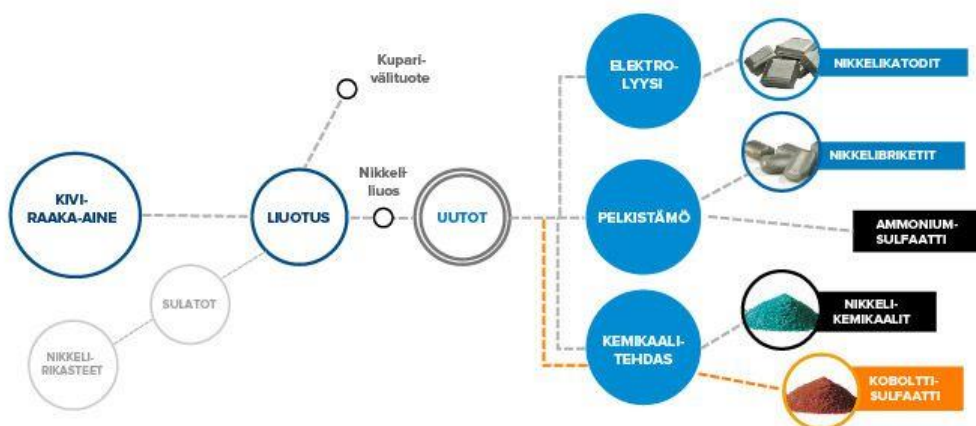 Kupari-
välituote
KIVI-
RAAKA-AINE
LIUOTUS
Nikkeli-
liuos
UUTOT
SULATOT
NIKKELI-
RIKASTEET
ELEKTRO-
LYYSI
NIKKELIKATODIT
PELKISTÄMÖ
NIKKELIBRIKETIT
AMMONIUM-
SULFAATTI
KEMIKAALI-
TEHDAS
NIKKELI-
KEMIKAALIT
KOBOLTTI-
SULFAATTI